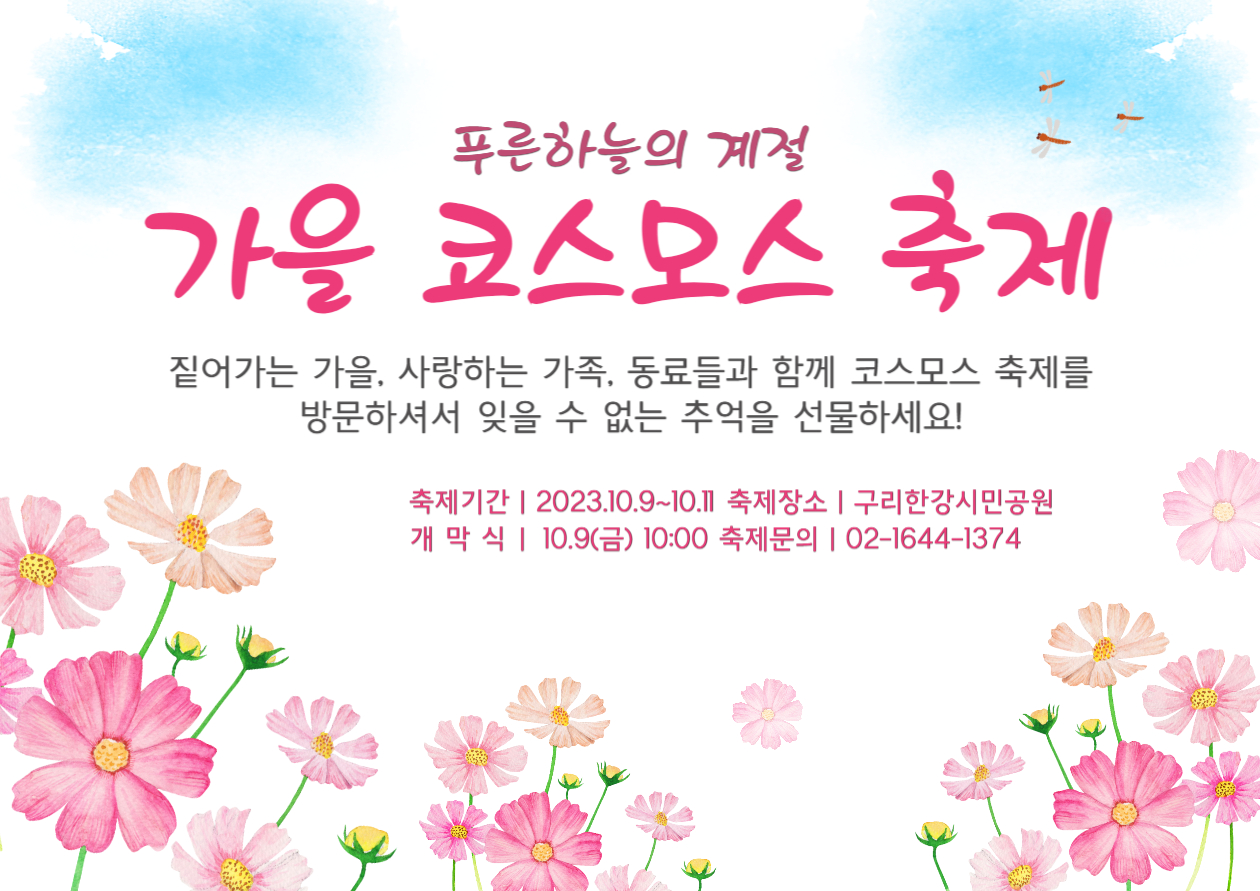 푸른하늘의 계절
가을 코스모스 축제
짙어가는 가을, 사랑하는 가족, 동료들과 함께 코스모스 축제를
방문하셔서 잊을 수 없는 추억을 선물하세요!
축제기간 | 2023.10.9~10.11 축제장소 | 구리한강시민공원
개 막 식 | 10.9(금) 10:00 축제문의 | 02-1644-1374